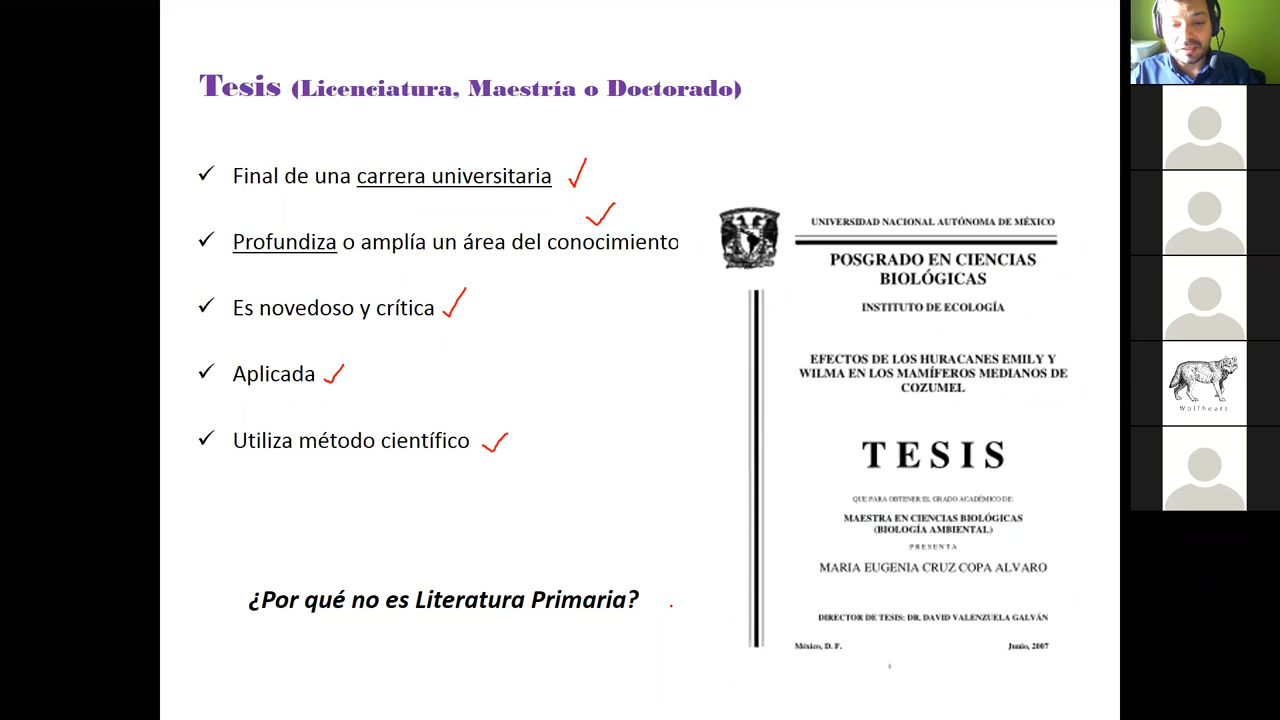 Tesis (Licenciatura, Maestría o Doctorado)
✓ Final de una carrera universitaria
✓ Profundiza o amplía un área del conocimiento
✓ Es novedoso y crítica
✓ Aplicada
✓ Utiliza método científico
¿Por qué no es Literatura Primaria?
UNIVERSIDAD NACIONAL AUTÓNOMA DE MÉXICO
POSGRADO EN CIENCIAS
BIOLÓGICAS
INSTITUTO DE ECOLOGÍA
EFECTOS DE LOS HURACANES EMILY Y
WILMA EN LOS MAMÍFEROS MEDIANOS DE
COZUMEL
TESIS
QUE PARA OBTENER EL GRADO ACADÉMICO DE:
MAESTRA EN CIENCIAS BIOLÓGICAS
(BIOLOGÍA AMBIENTAL)
PRESENTA
MARIA EUGENIA CRUZ COPA ALVARO
DIRECTOR DE TESIS: DR. DAVID VALENZUELA GALVÁN
México, D. F. Junio, 2007
Wolfheart